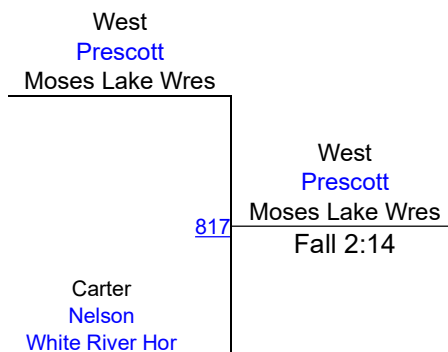 West
Prescott
Moses Lake Wres
817
West
Prescott
Moses Lake Wres
Fall 2:14
Carter
Nelson
White River Hor